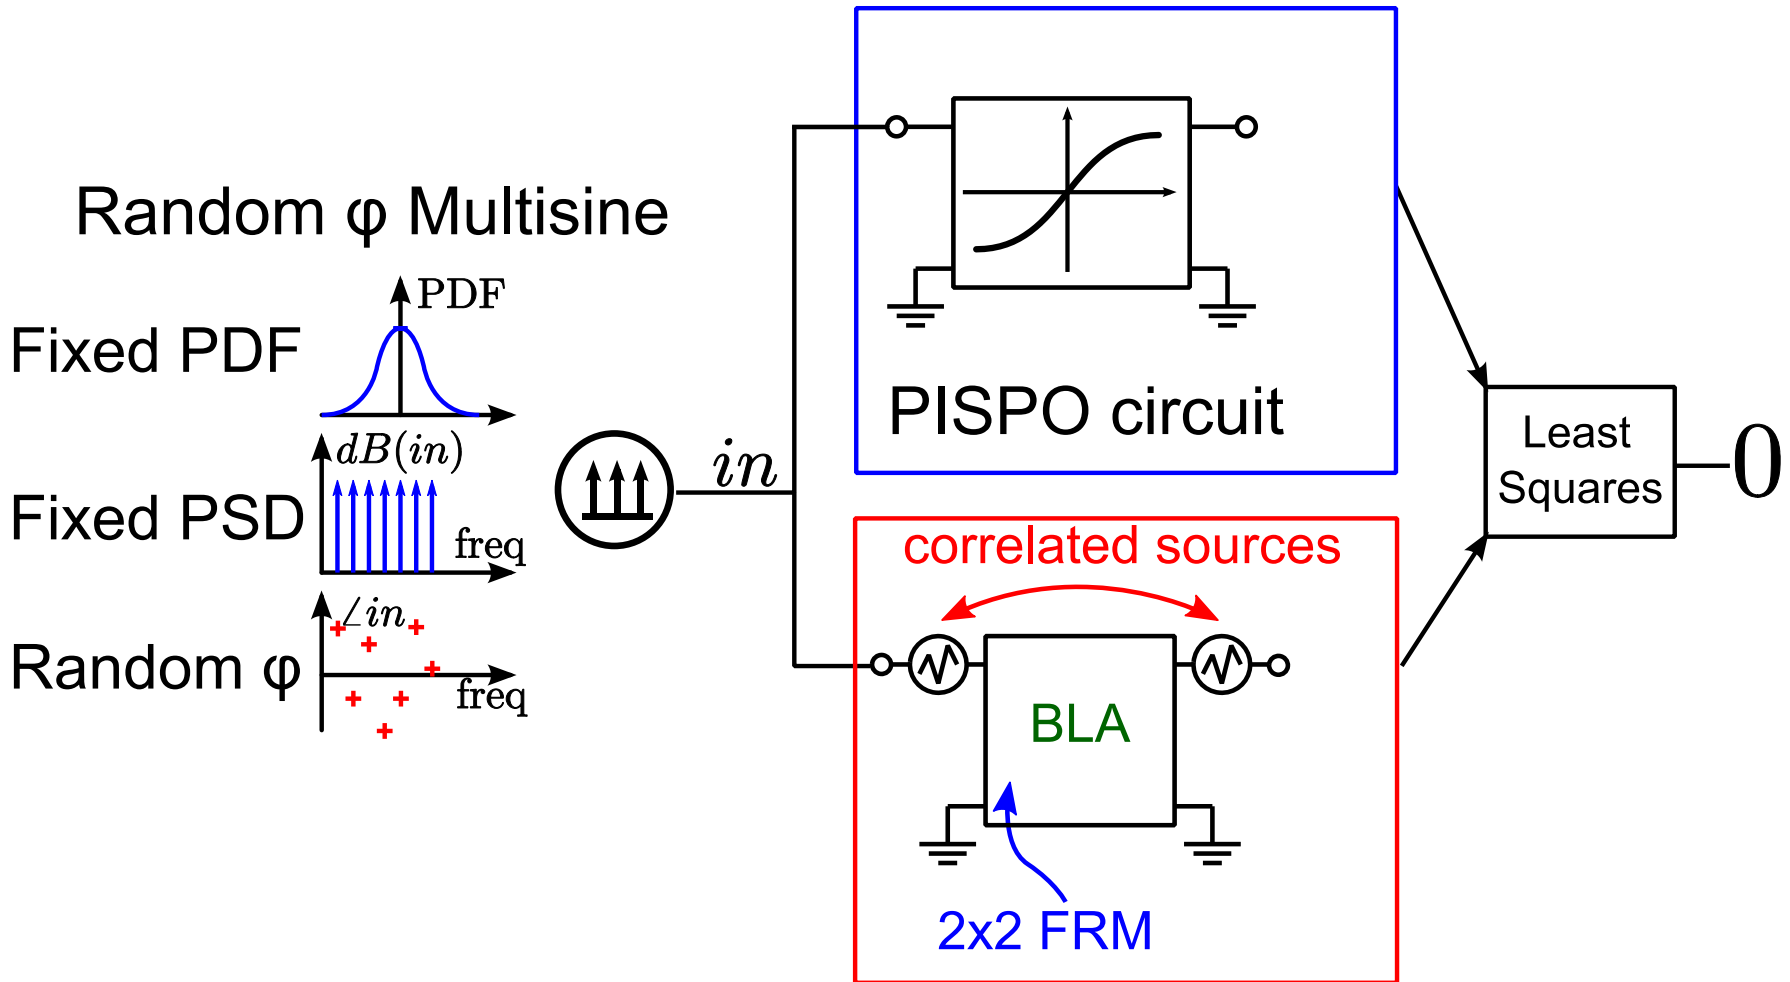 Random φ Multisine
PDF
Fixed PDF
dB(in)
Fixed PSD
freq
∠in
Random φ
freq
in
PISPO circuit
correlated sources
BLA
2x2 FRM
Least
Squares
0